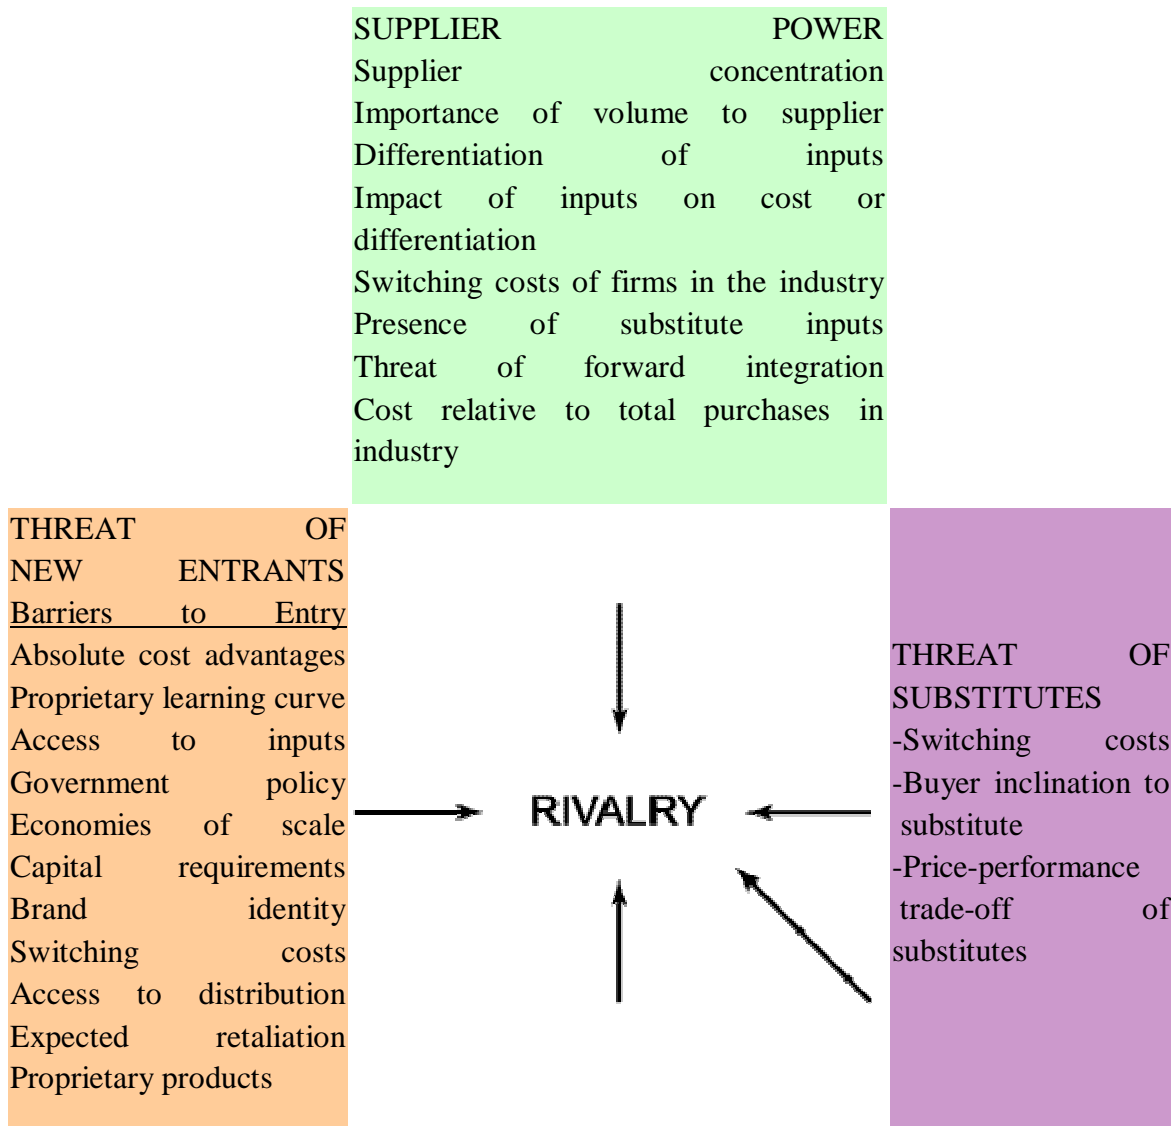 SUPPLIER POWER
Supplier concentration
Importance of volume to supplier
Differentiation of inputs
Impact of inputs on cost or
differentiation
Switching costs of firms in the industry
Presence of substitute inputs
Threat of forward integration
Cost relative to total purchases in
industry
THREAT OF
NEW ENTRANTS
Barriers to Entry
Absolute cost advantages
Proprietary learning curve
Access to inputs
Government policy
Economies of scale
Capital requirements
Brand identity
Switching costs
Access to distribution
Expected retaliation
Proprietary products
RIVALRY
THREAT OF
SUBSTITUTES
-Switching costs
-Buyer inclination to
substitute
-Price-performance
trade-off of
substitutes